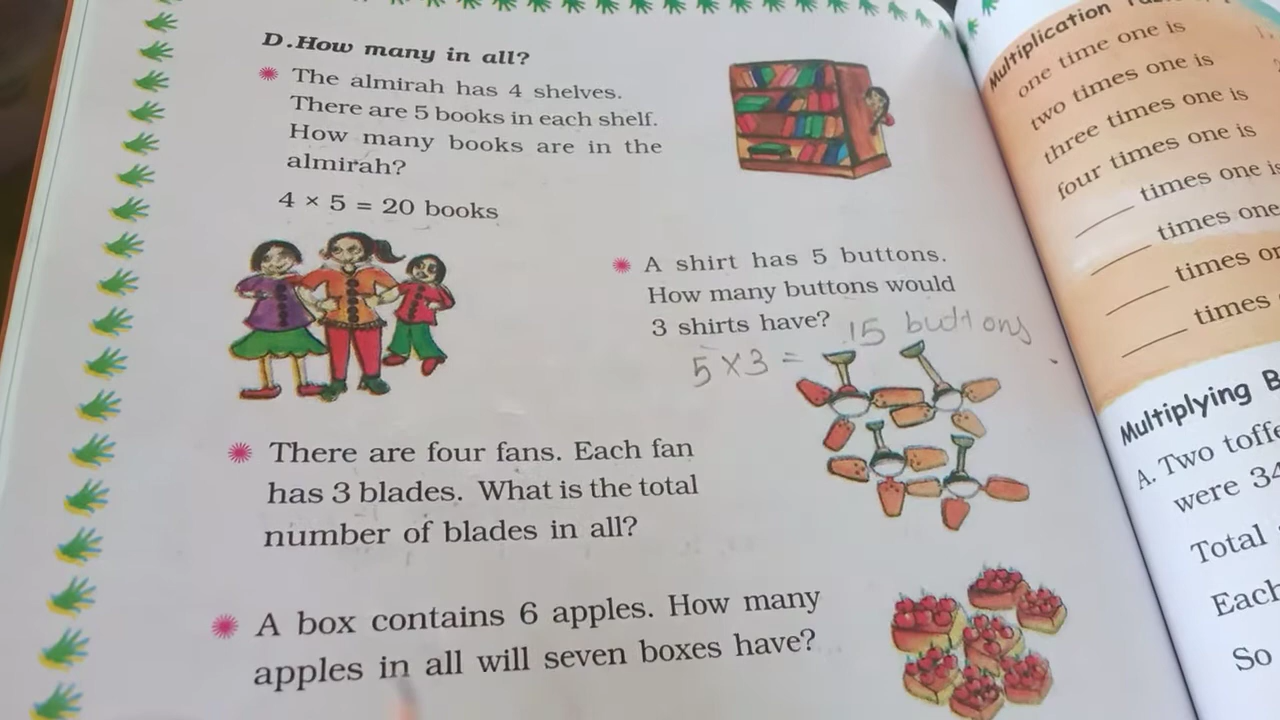 D.How many in all?
The almirah has 4 shelves.
There are 5 books in each shelf.
How many books are in the
almirah?
4 × 5 = 20 books
A shirt has 5 buttons.
How many buttons would
3 shirts have?
5 × 3 = 15 buttons
There are four fans. Each fan
has 3 blades. What is the total
number of blades in all?
A box contains 6 apples. How many
apples in all will seven boxes have?
Multiplication
one time one is
two times one is
three times one is
four times one is
____ times one is
____ times one
____ times
____ times
Multiplying
A. Two
were 34
Total
Each
So